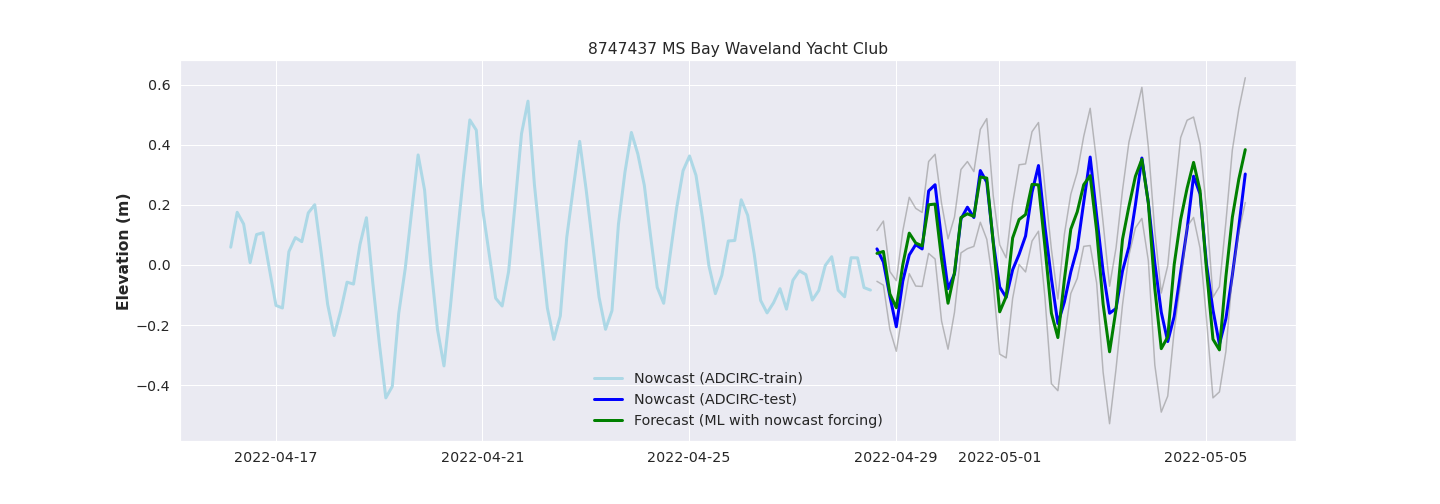 8747437 MS Bay Waveland Yacht Club
Elevation (m)
0.6
0.4
0.2
0.0
−0.2
−0.4
Nowcast (ADCIRC-train)
Nowcast (ADCIRC-test)
Forecast (ML with nowcast forcing)
2022-04-17 2022-04-21 2022-04-25 2022-04-29 2022-05-01 2022-05-05